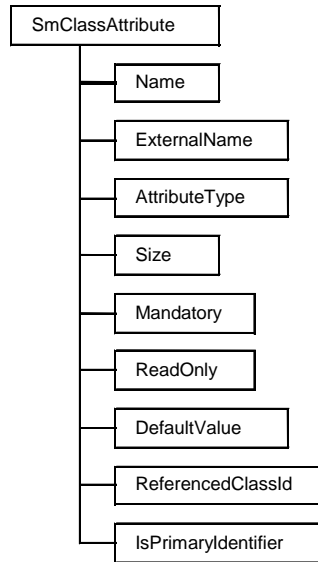 SmClassAttribute
Name
ExternalName
AttributeType
Size
Mandatory
ReadOnly
DefaultValue
ReferencedClassId
IsPrimaryIdentifier